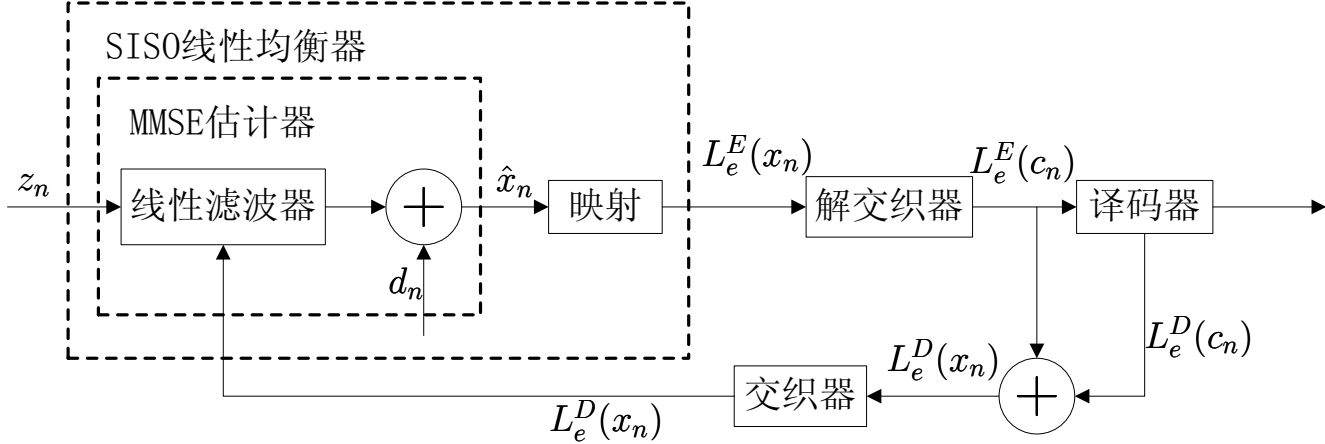 SISO线性均衡器
MMSE估计器
z_n
线性滤波器
+
x̂_n
映射
L_e^E(x_n)
解交织器
L_e^E(c_n)
译码器
d_n
L_e^D(c_n)
L_e^D(x_n)
+
交织器
L_e^D(x_n)